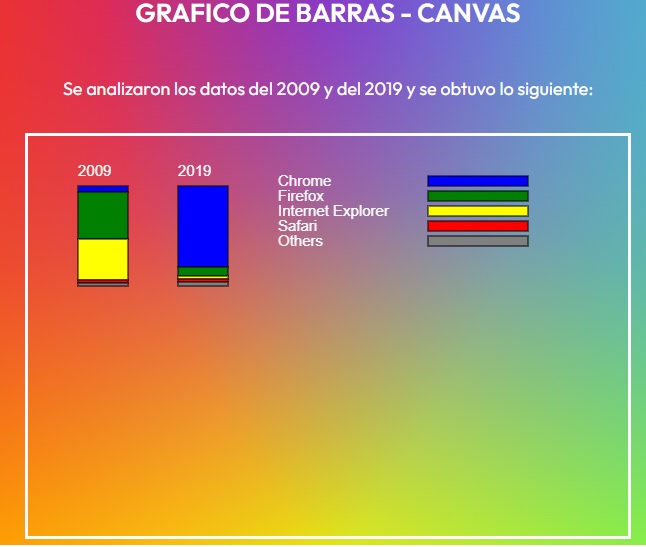 GRAFICO DE BARRAS - CANVAS
Se analizaron los datos del 2009 y del 2019 y se obtuvo lo siguiente:
2009
2019
Chrome
Firefox
Internet Explorer
Safari
Others